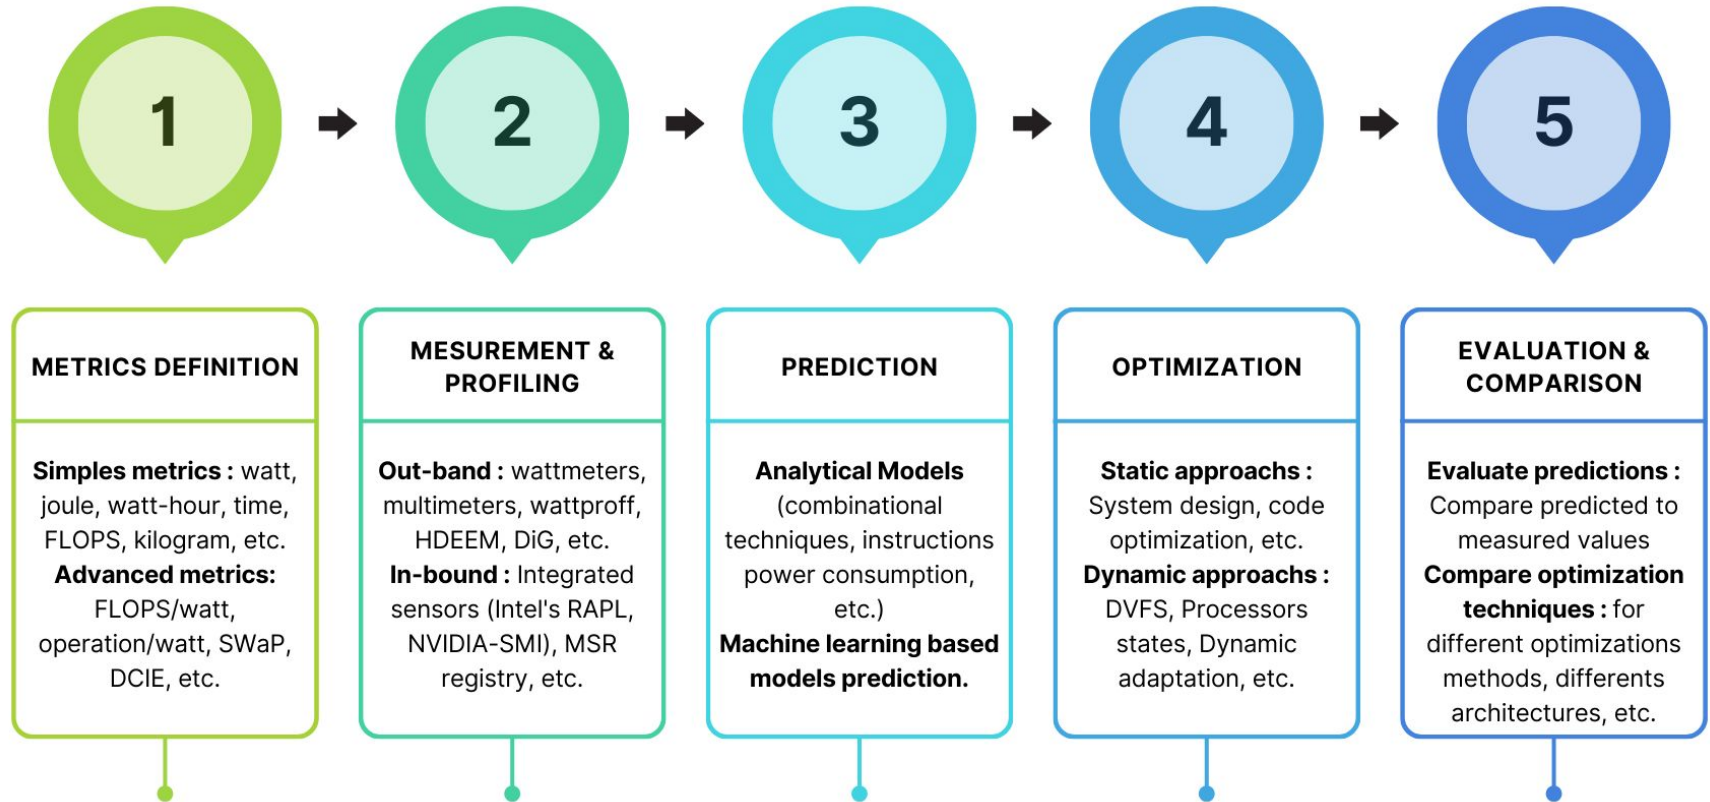 1
2
3
4
5
METRICS DEFINITION
Simples metrics : watt,
joule, watt-hour, time,
FLOPS, kilogram, etc.
Advanced metrics:
FLOPS/watt,
operation/watt, SWaP,
DCIE, etc.
MESUREMENT &
PROFILING
Out-band : wattmeters,
multimeters, wattproff,
HDEEM, DiG, etc.
In-bound : Integrated
sensors (Intel's RAPL,
NVIDIA-SMI), MSR
registry, etc.
PREDICTION
Analytical Models
(combinational
techniques, instructions
power consumption,
etc.)
Machine learning based
models prediction.
OPTIMIZATION
Static approachs :
System design, code
optimization, etc.
Dynamic approachs :
DVFS, Processors
states, Dynamic
adaptation, etc.
EVALUATION &
COMPARISON
Evaluate predictions :
Compare predicted to
measured values
Compare optimization
techniques : for
different optimizations
methods, differents
architectures, etc.